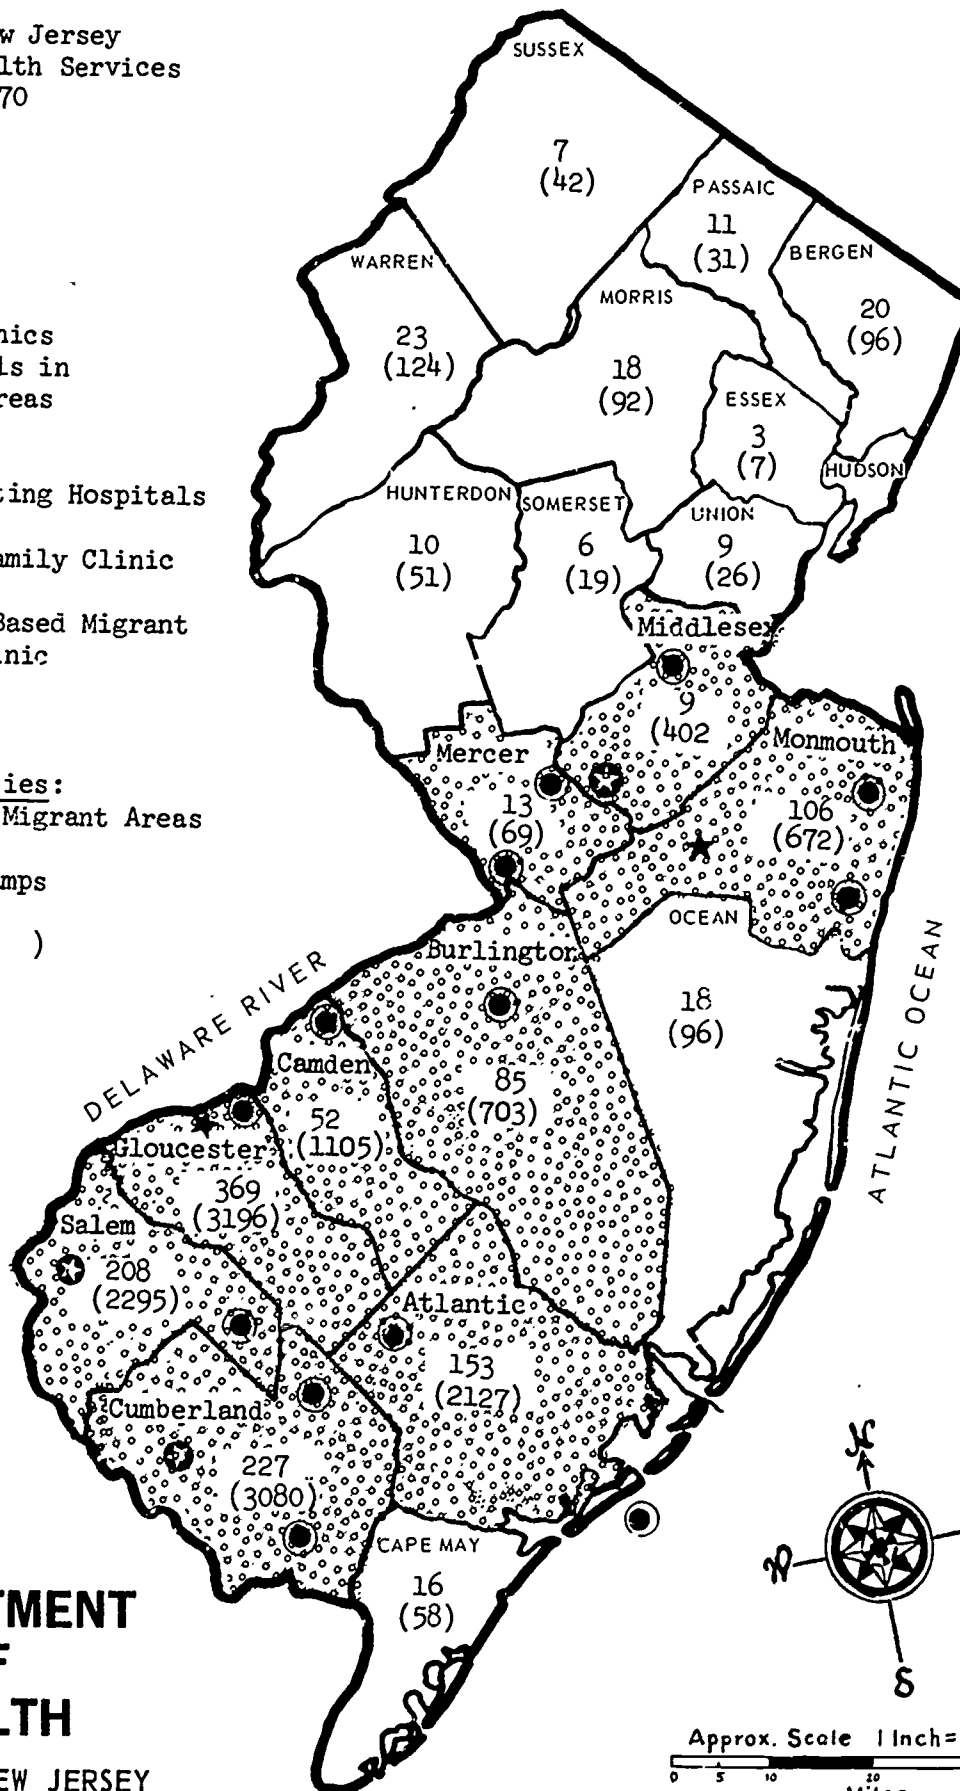 w Jersey
lth Services
70
nics
ls in
reas
ting Hospitals
amily Clinic
Based Migrant
inic
ies:
Migrant Areas
mps
)
SUSSEX
7
(42)
PASSAIC
11
(31)
BERGEN
20
(96)
WARREN
23
(124)
MORRIS
18
(92)
ESSEX
3
(7)
HUDSON
HUNTERDON
10
(51)
SOMERSET
6
(19)
UNION
9
(26)
Middlesex
9
(402
Mercer
13
(69)
Monmouth
106
(672)
OCEAN
18
(96)
Burlington
85
(703)
Camden
52
(1105)
Gloucester
369
(3196)
Salem
208
(2295)
Atlantic
153
(2127)
Cumberland
227
(3080)
CAPE MAY
16
(58)
DELAWARE RIVER
ATLANTIC OCEAN
N
W
S
TMENT
F
LTH
EW JERSEY
Approx. Scale 1 Inch=
0 5 10 20
Miles